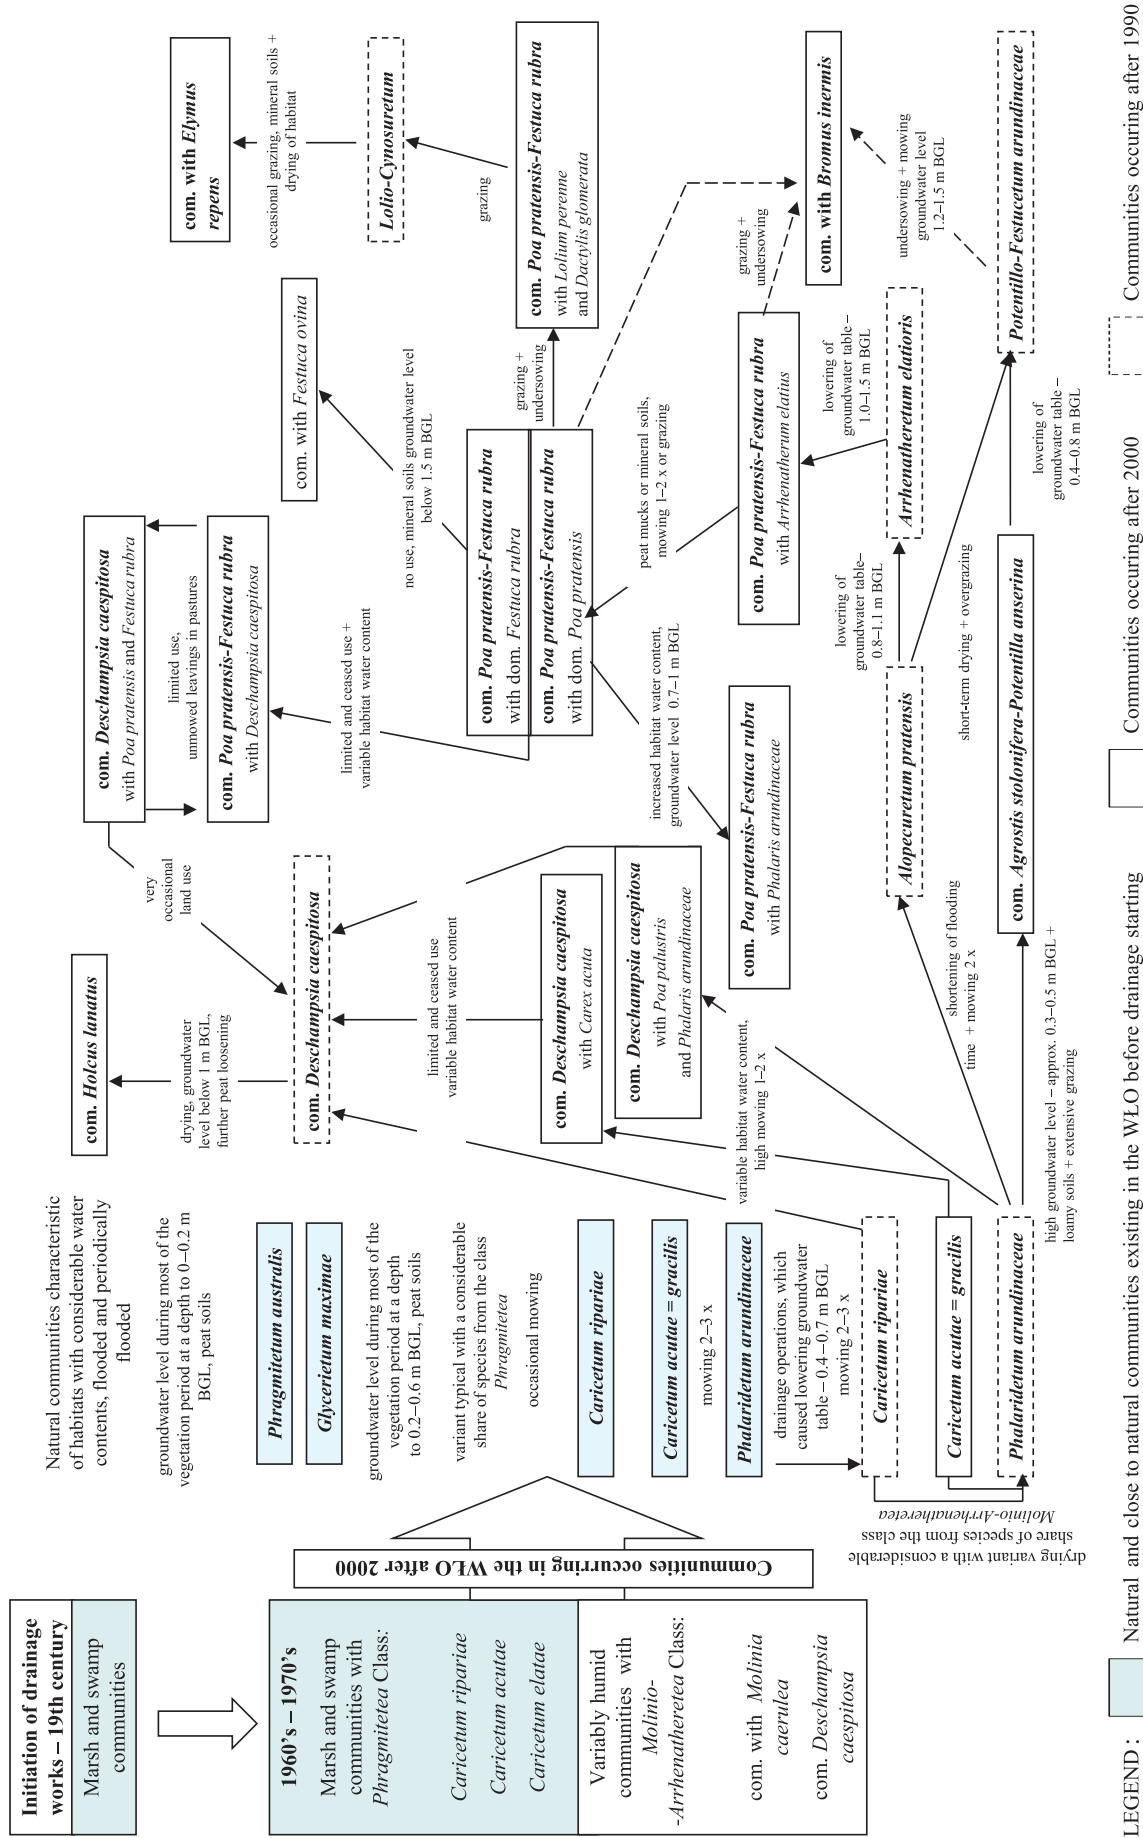 Initiation of drainage
works – 19th century
Marsh and swamp
communities
1960's – 1970's
Marsh and swamp
communities with
Phragmitetea Class:
Caricetum ripariae
Caricetum acutae
Caricetum elatae
Variably humid
communities with
Molinio-
-Arrhenatheretea Class:
com. with Molinia
caerulea
com. Deschampsia
caespitosa
Communities occurring in the WŁO after 2000
Natural communities characteristic
of habitats with considerable water
contents, flooded and periodically
flooded
groundwater level during most of the
vegetation period at a depth to 0–0.2 m
BGL, peat soils
Phragmitetum australis
Glycerietum maximae
groundwater level during most of the
vegetation period at a depth
to 0.2–0.6 m BGL, peat soils
variant typical with a considerable
share of species from the class
Phragmitetea
occasional mowing
Caricetum ripariae
Caricetum acutae = gracilis
mowing 2–3 x
Phalaridetum arundinaceae
drainage operations, which
caused lowering groundwater
table – 0.4–0.7 m BGL
mowing 2–3 x
Caricetum ripariae
Caricetum acutae = gracilis
Phalaridetum arundinaceae
drying variant with a considerable
share of species from the class
Molinio-Arrhenatheretea
com. Holcus lanatus
drying, groundwater
level below 1 m BGL,
further peat loosening
com. Deschampsia caespitosa
limited and ceased use
variable habitat water content
com. Deschampsia caespitosa
with Carex acuta
com. Deschampsia caespitosa
with Poa palustris
and Phalaris arundinaceae
variable habitat water content,
high mowing 1–2 x
shortening of flooding
time + mowing 2 x
high groundwater level – approx. 0.3–0.5 m BGL +
loamy soils + extensive grazing
very
occasional
land use
com. Deschampsia caespitosa
with Poa pratensis and Festuca rubra
limited use,
unmowed leavings in pastures
com. Poa pratensis-Festuca rubra
with Deschampsia caespitosa
limited and ceased use +
variable habitat water content
com. Poa pratensis-Festuca rubra
with dom. Festuca rubra
com. Poa pratensis-Festuca rubra
with dom. Poa pratensis
increased habitat water content,
groundwater level 0.7–1 m BGL
com. Poa pratensis-Festuca rubra
with Phalaris arundinaceae
Alopecuretum pratensis
com. Agrostis stolonifera-Potentilla anserina
com. with Festuca ovina
no use, mineral soils groundwater level
below 1.5 m BGL
grazing +
undersowing
peat mucks or mineral soils,
mowing 1–2 x or grazing
com. Poa pratensis-Festuca rubra
with Arrhenatherum elatius
lowering of
groundwater table–
0.8–1.1 m BGL
lowering of
groundwater table –
1.0–1.5 m BGL
Arrhenatheretum elatioris
short-term drying + overgrazing
lowering of
groundwater table –
0.4–0.8 m BGL
com. with Elymus
repens
occasional grazing, mineral soils +
drying of habitat
Lolio-Cynosuretum
grazing
com. Poa pratensis-Festuca rubra
with Lolium perenne
and Dactylis glomerata
grazing +
undersowing
com. with Bromus inermis
undersowing + mowing
groundwater level
1.2–1.5 m BGL
Potentillo-Festucetum arundinaceae
LEGEND :
Natural and close to natural communities existing in the WŁO before drainage starting
Communities occuring after 2000
Communities occuring after 1990